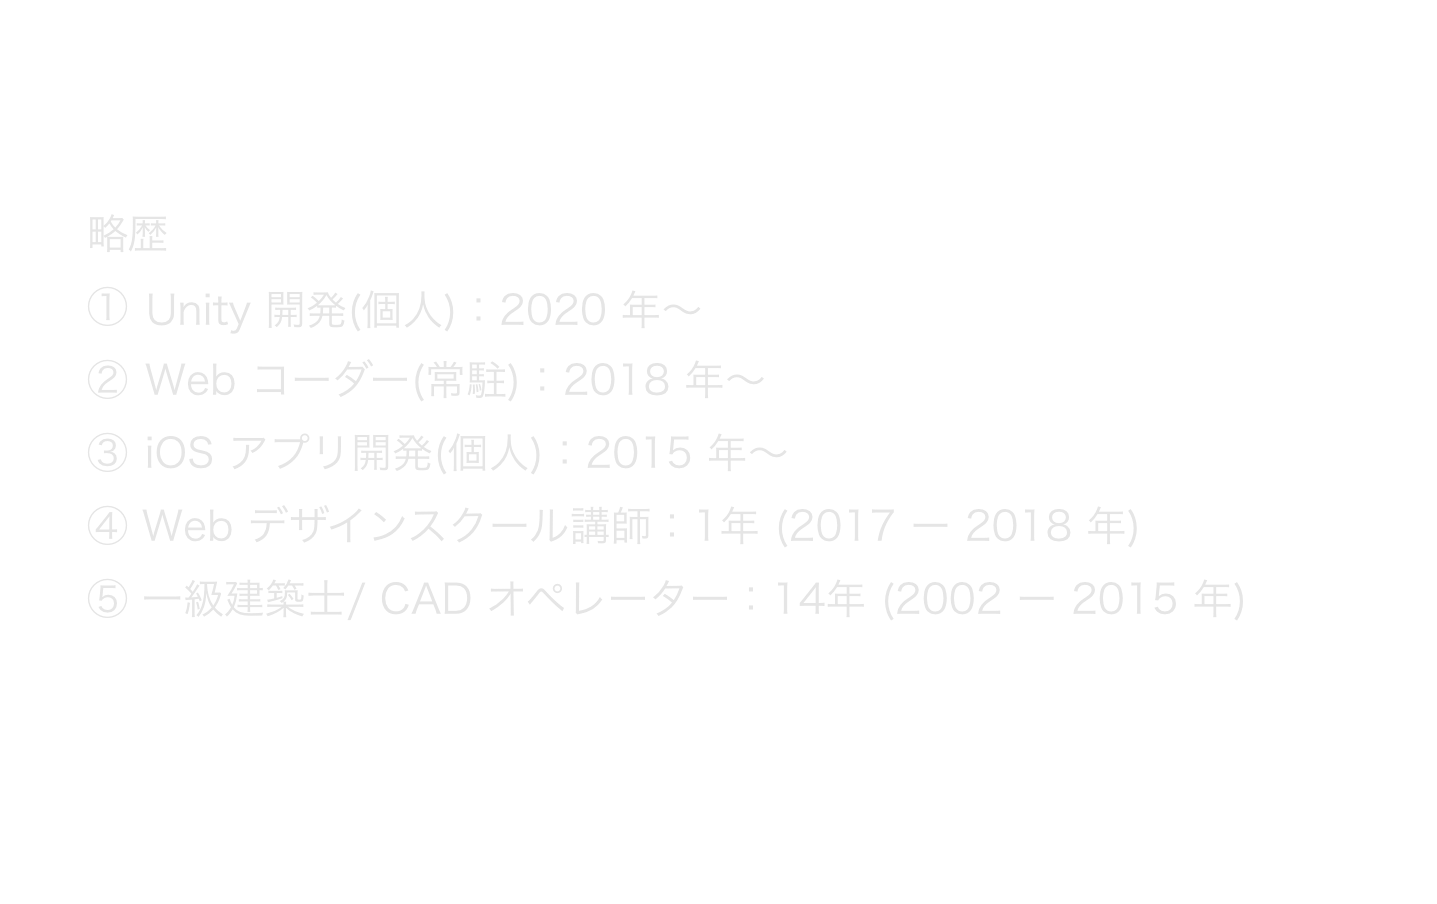 略歴
① Unity 開発(個人)：2020 年〜
② Web コーダー(常駐)：2018 年〜
③ iOS アプリ開発(個人)：2015 年〜
④ Web デザインスクール講師：1年 (2017 ー 2018 年)
⑤ 一級建築士/ CAD オペレーター：14年 (2002 ー 2015 年)